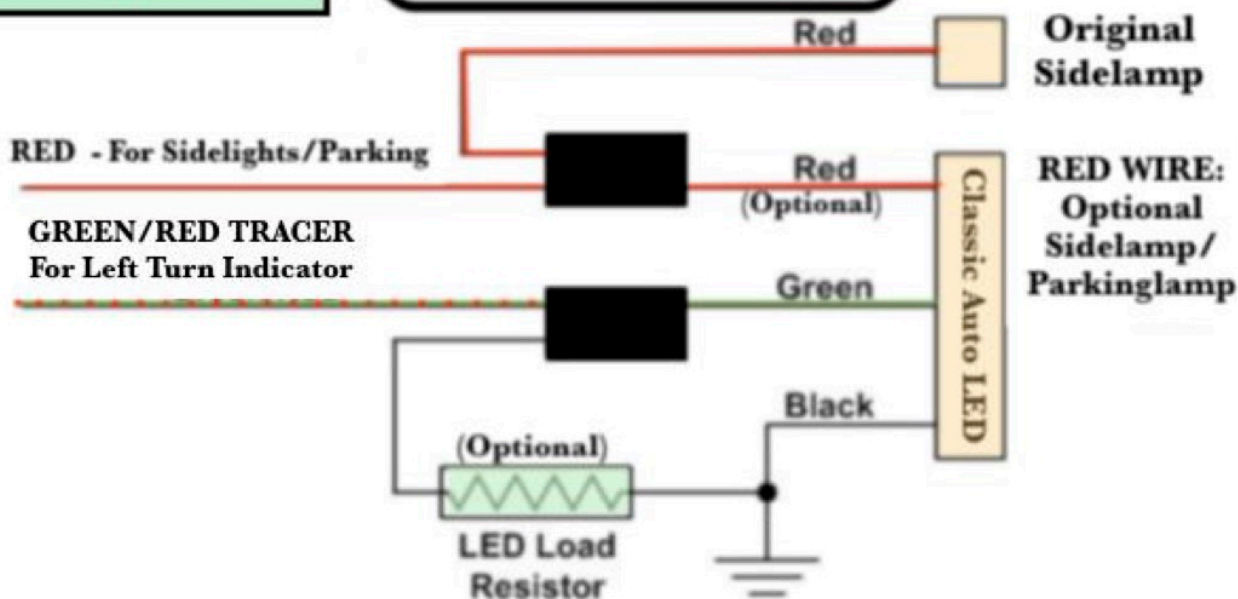 Red
Original
Sidelamp
RED - For Sidelights/Parking
Red
(Optional)
RED WIRE:
Optional
Sidelamp/
Parkinglamp
GREEN/RED TRACER
For Left Turn Indicator
Green
Classic Auto LED
Black
(Optional)
LED Load
Resistor